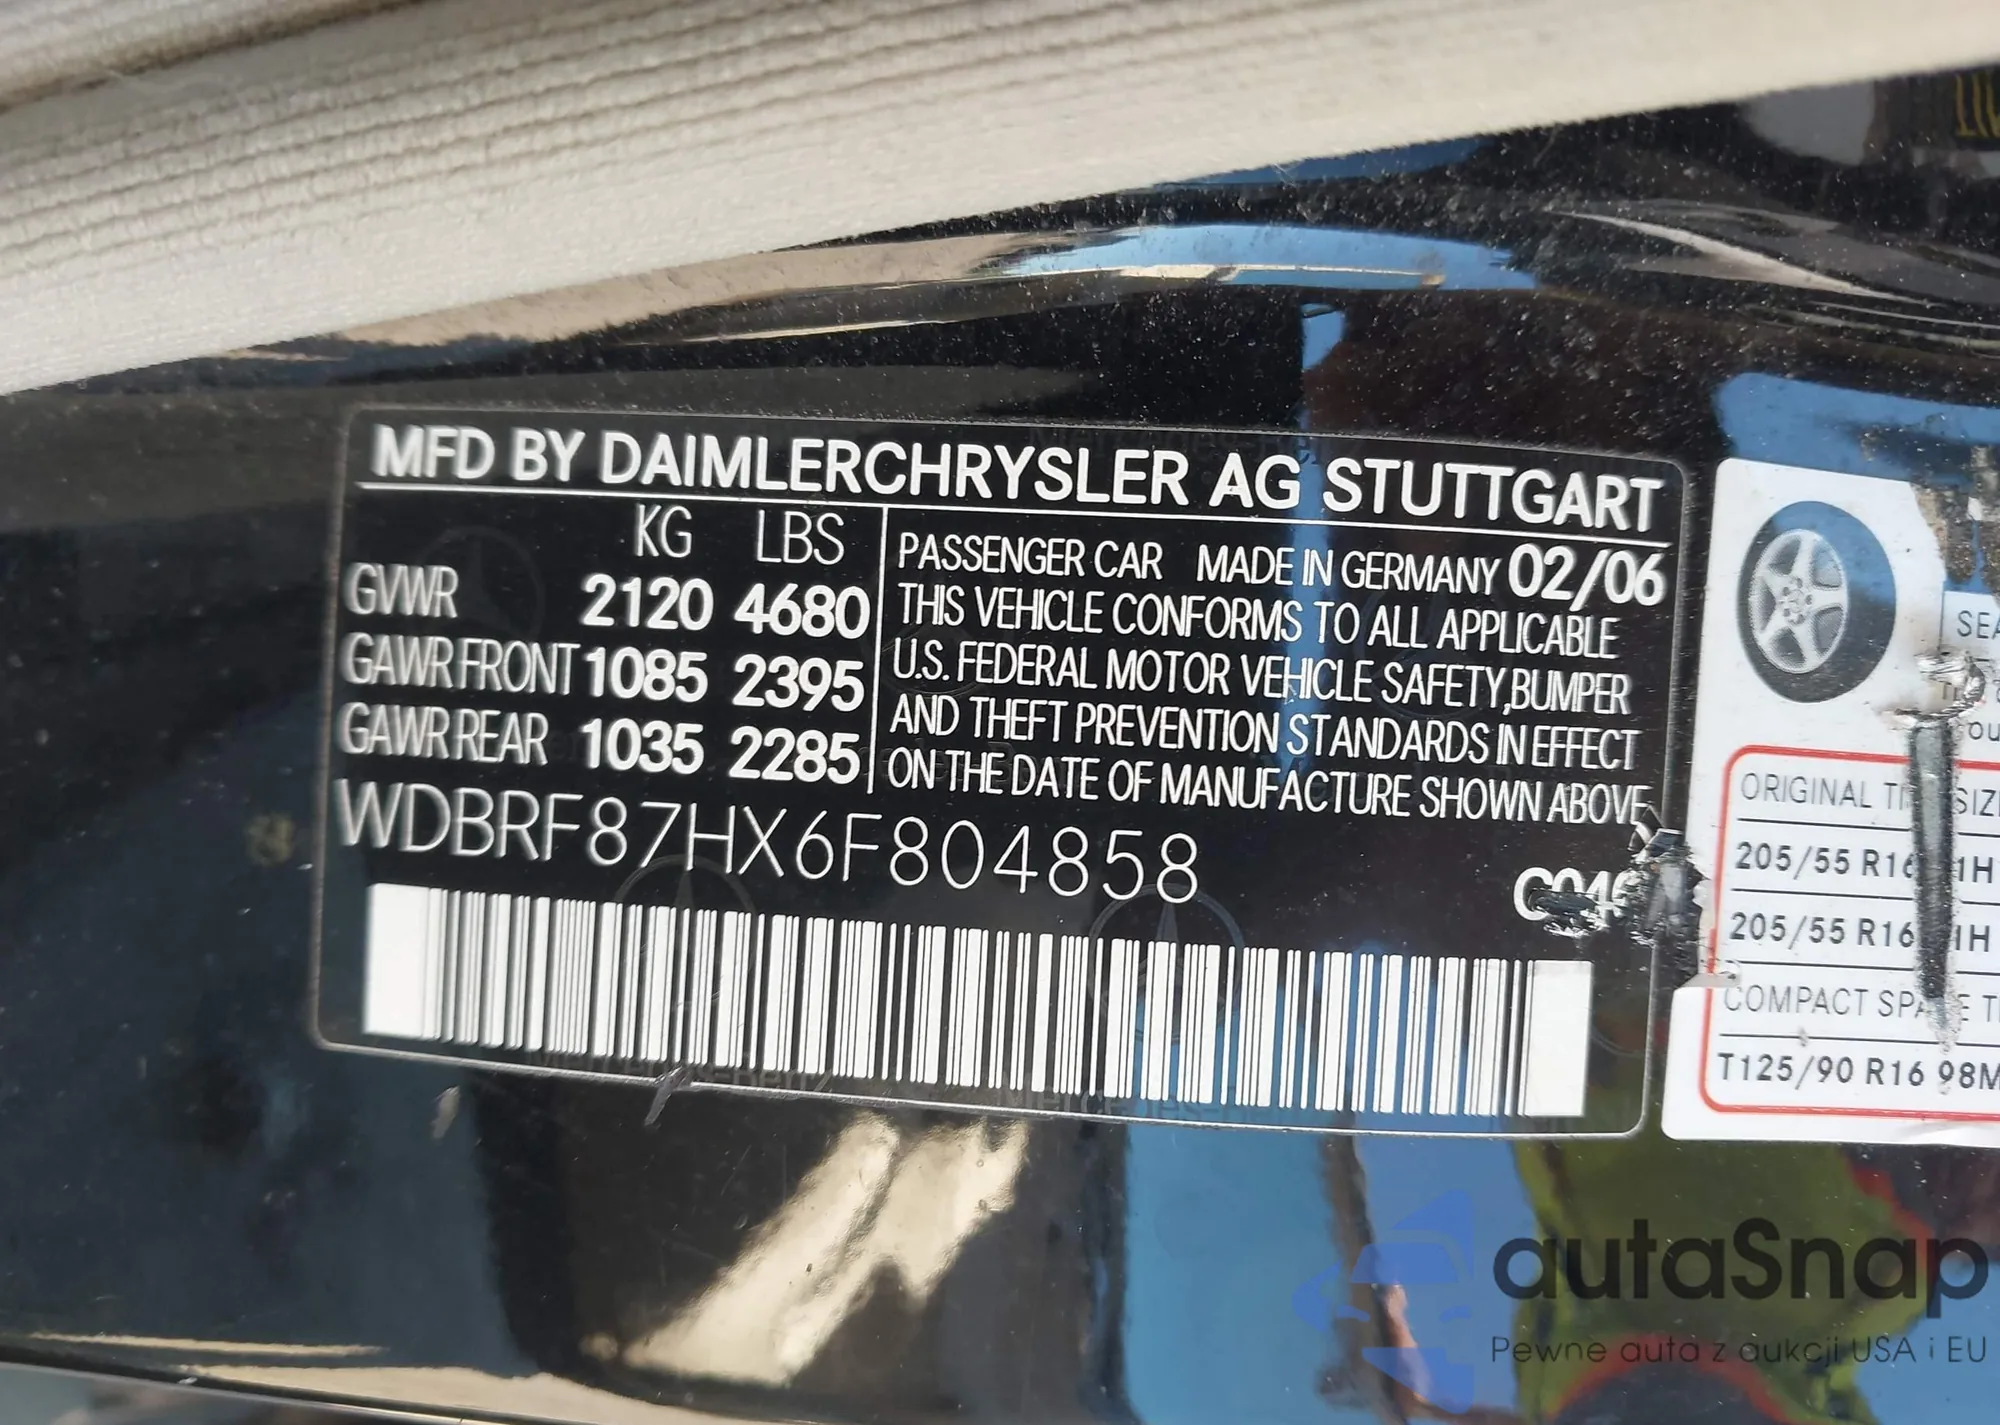 MFD BY DAIMLERCHRYSLER AG STUTTGART
KG LBS
GVWR 2120 4680
GAWR FRONT 1085 2395
GAWR REAR 1035 2285
PASSENGER CAR MADE IN GERMANY 02/06
THIS VEHICLE CONFORMS TO ALL APPLICABLE
U.S. FEDERAL MOTOR VEHICLE SAFETY, BUMPER
AND THEFT PREVENTION STANDARDS IN EFFECT
ON THE DATE OF MANUFACTURE SHOWN ABOVE
WDBRF87HX6F804858
ORIGINAL
205/55 R16
205/55 R16
COMPACT
T125/90 R16 98M
autaSnap
Pewne auta z aukcji USA i EU